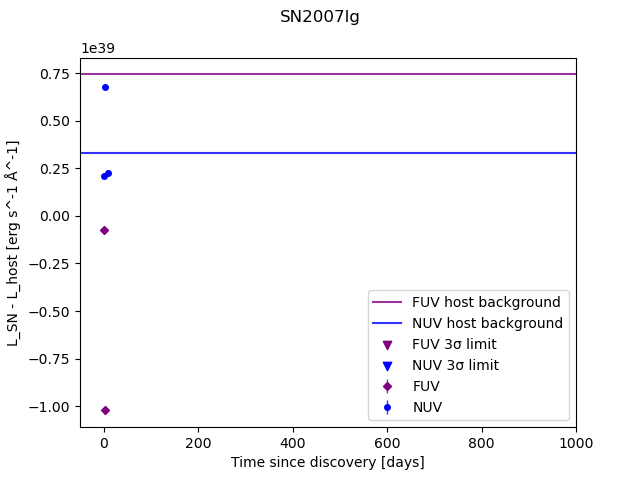 SN2007lg
1e39
L_SN - L_host [erg s^-1 Å^-1]
0.75
0.50
0.25
0.00
−0.25
−0.50
−0.75
−1.00
FUV host background
NUV host background
FUV 3σ limit
NUV 3σ limit
FUV
NUV
0 200 400 600 800 1000
Time since discovery [days]